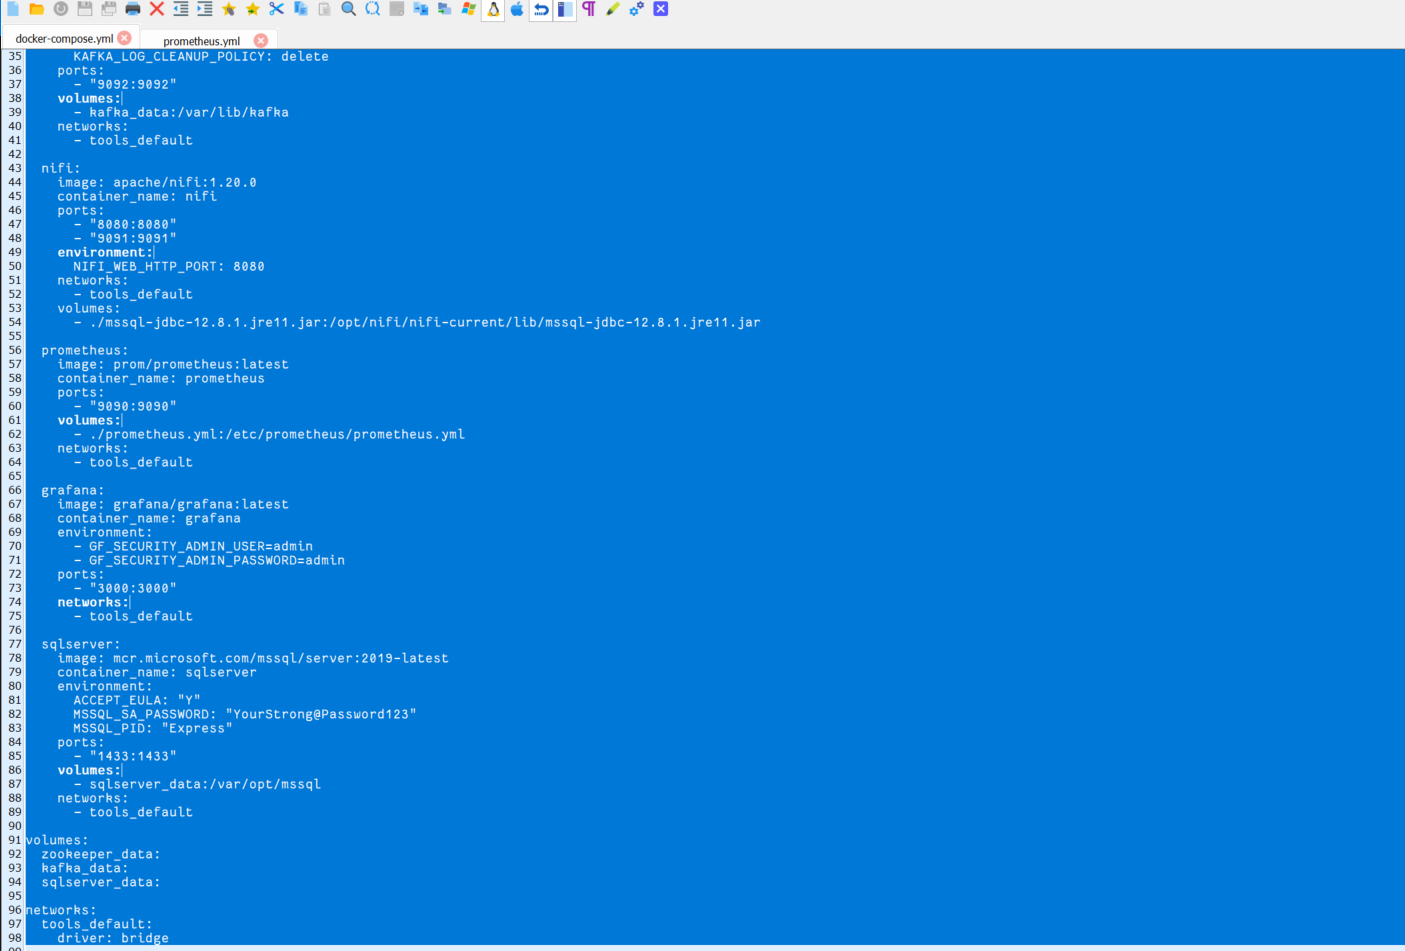 docker-compose.yml
prometheus.yml
35 KAFKA_LOG_CLEANUP_POLICY: delete
36 ports:
37 - "9092:9092"
38 volumes:
39 - kafka_data:/var/lib/kafka
40 networks:
41 - tools_default
42
43 nifi:
44 image: apache/nifi:1.20.0
45 container_name: nifi
46 ports:
47 - "8080:8080"
48 - "9091:9091"
49 environment:
50 NIFI_WEB_HTTP_PORT: 8080
51 networks:
52 - tools_default
53 volumes:
54 - ./mssql-jdbc-12.8.1.jre11.jar:/opt/nifi/nifi-current/lib/mssql-jdbc-12.8.1.jre11.jar
55
56 prometheus:
57 image: prom/prometheus:latest
58 container_name: prometheus
59 ports:
60 - "9090:9090"
61 volumes:
62 - ./prometheus.yml:/etc/prometheus/prometheus.yml
63 networks:
64 - tools_default
65
66 grafana:
67 image: grafana/grafana:latest
68 container_name: grafana
69 environment:
70 - GF_SECURITY_ADMIN_USER=admin
71 - GF_SECURITY_ADMIN_PASSWORD=admin
72 ports:
73 - "3000:3000"
74 networks:
75 - tools_default
76
77 sqlserver:
78 image: mcr.microsoft.com/mssql/server:2019-latest
79 container_name: sqlserver
80 environment:
81 ACCEPT_EULA: "Y"
82 MSSQL_SA_PASSWORD: "YourStrong@Password123"
83 MSSQL_PID: "Express"
84 ports:
85 - "1433:1433"
86 volumes:
87 - sqlserver_data:/var/opt/mssql
88 networks:
89 - tools_default
90
91 volumes:
92 zookeeper_data:
93 kafka_data:
94 sqlserver_data:
95
96 networks:
97 tools_default:
98 driver: bridge